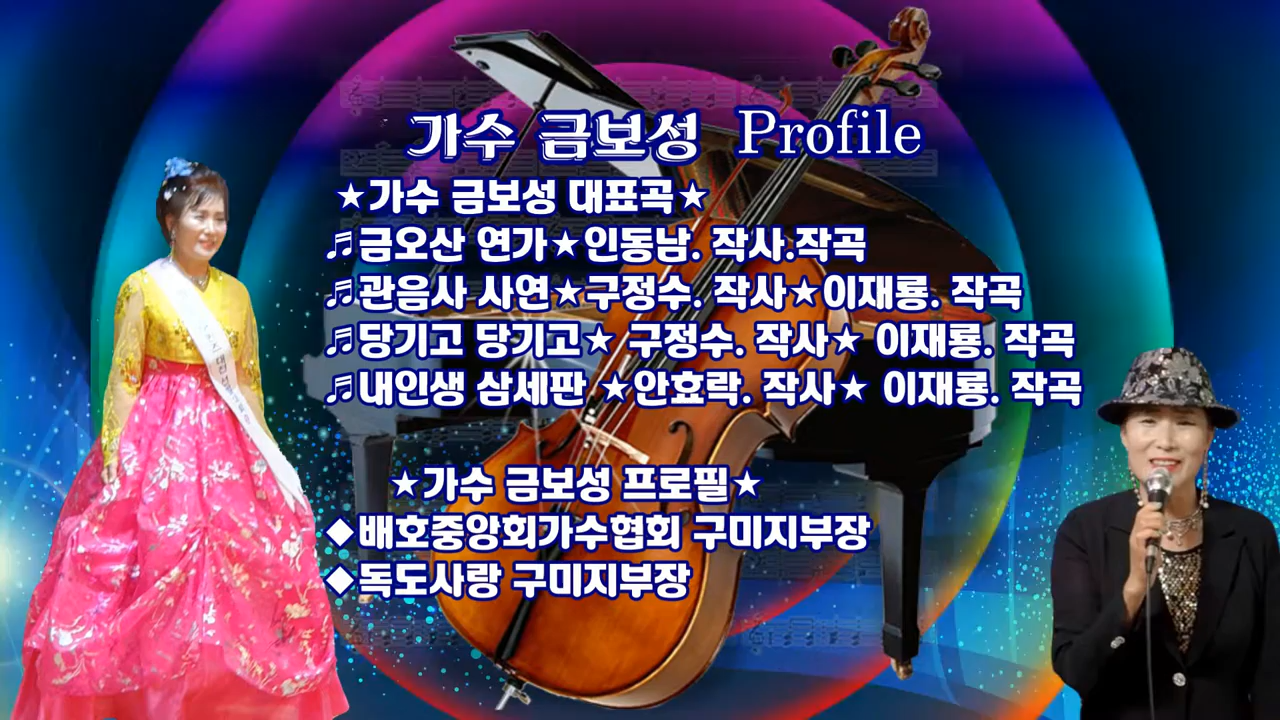 가수 금보성 Profile
★가수 금보성 대표곡★
♬금오산 연가★인동남. 작사.작곡
♬관음사 사연★구정수. 작사★이재룡. 작곡
♬당기고 당기고★ 구정수. 작사★ 이재룡. 작곡
♬내인생 삼세판 ★안효락. 작사★ 이재룡. 작곡
★가수 금보성 프로필★
◆배호중앙회가수협회 구미지부장
◆독도사랑 구미지부장